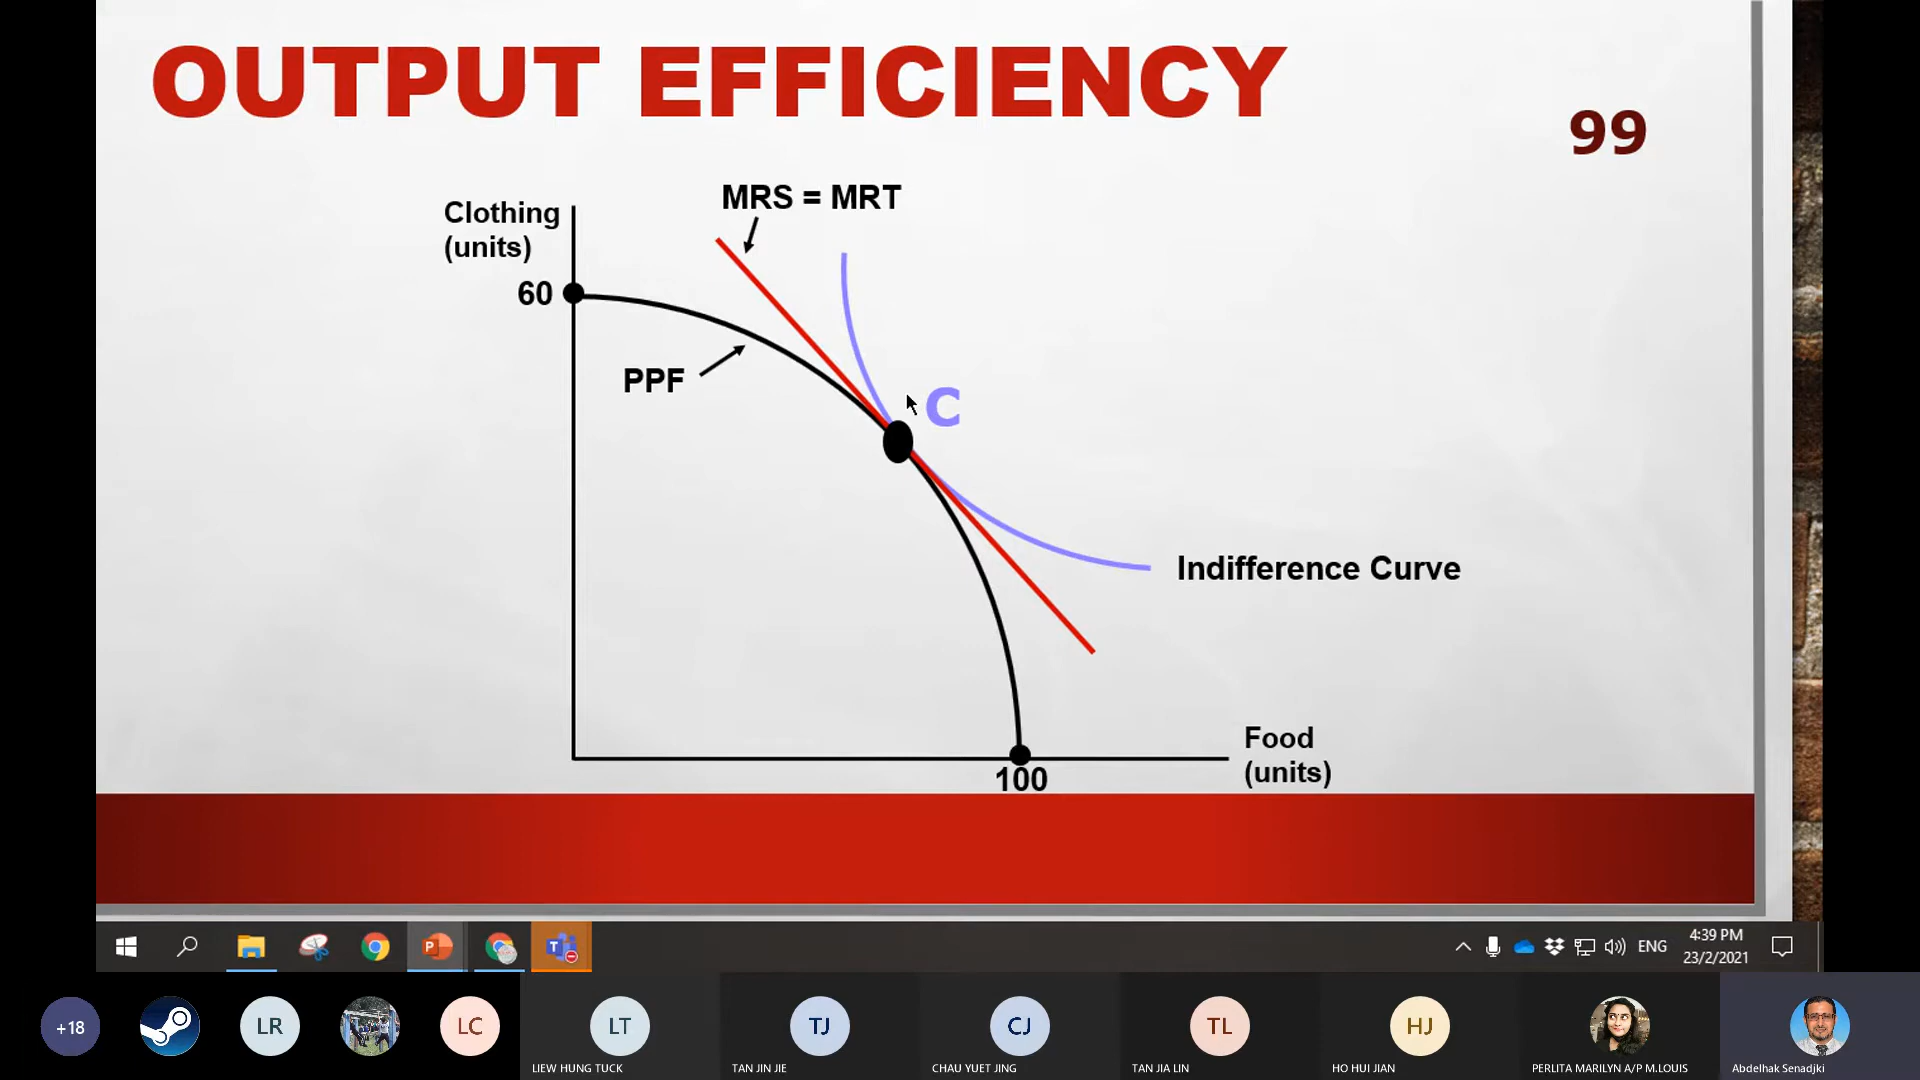 OUTPUT EFFICIENCY
99
MRS = MRT
Clothing
(units)
60
PPF
C
Indifference Curve
Food
(units)
100
P
T
ENG
4:39 PM
23/2/2021
+18
LR
LC
LT
LIEW HUNG TUCK
TJ
TAN JIN JIE
CJ
CHAU YUET JING
TL
TAN JIA LIN
HJ
HO HUI JIAN
PERLITA MARILYN A/P M.LOUIS
Abdelhak Senadjki